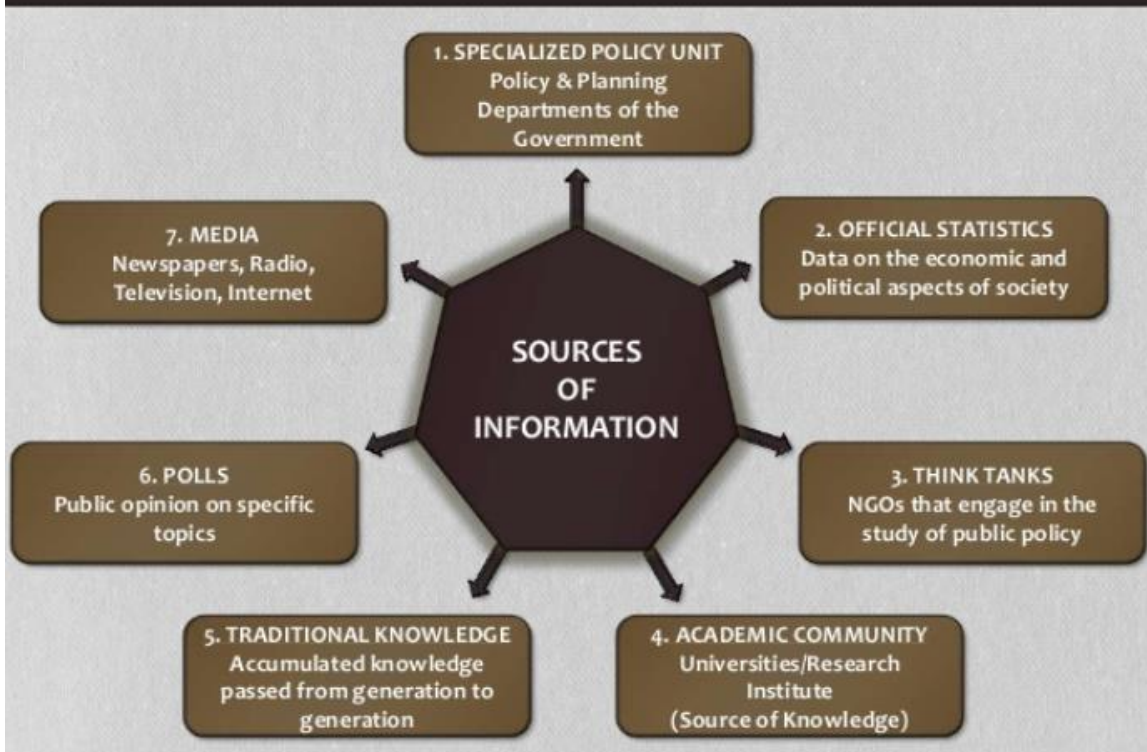 1. SPECIALIZED POLICY UNIT
Policy & Planning
Departments of the
Government
2. OFFICIAL STATISTICS
Data on the economic and
political aspects of society
3. THINK TANKS
NGOs that engage in the
study of public policy
4. ACADEMIC COMMUNITY
Universities/Research
Institute
(Source of Knowledge)
5. TRADITIONAL KNOWLEDGE
Accumulated knowledge
passed from generation to
generation
6. POLLS
Public opinion on specific
topics
7. MEDIA
Newspapers, Radio,
Television, Internet
SOURCES
OF
INFORMATION